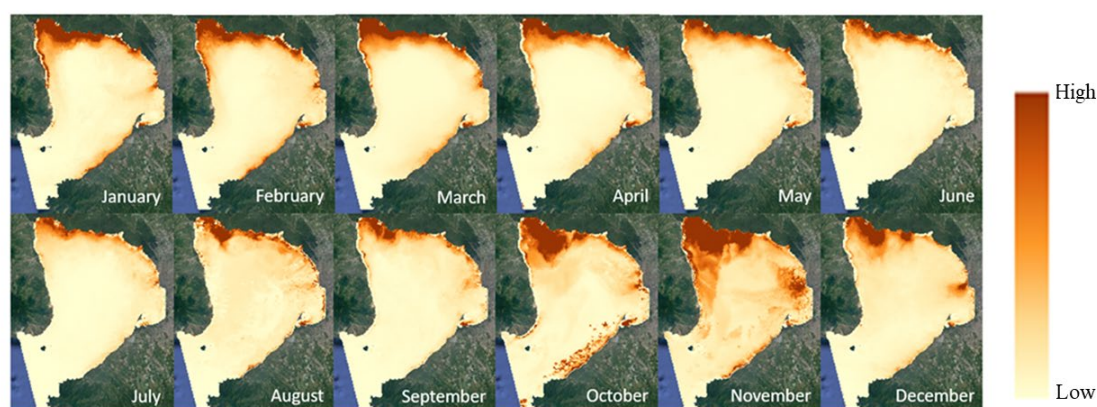 High
January
February
March
April
May
June
July
August
September
October
November
December
Low